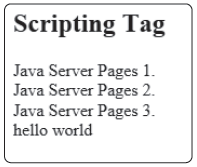 Scripting Tag
Java Server Pages 1.
Java Server Pages 2.
Java Server Pages 3.
hello world